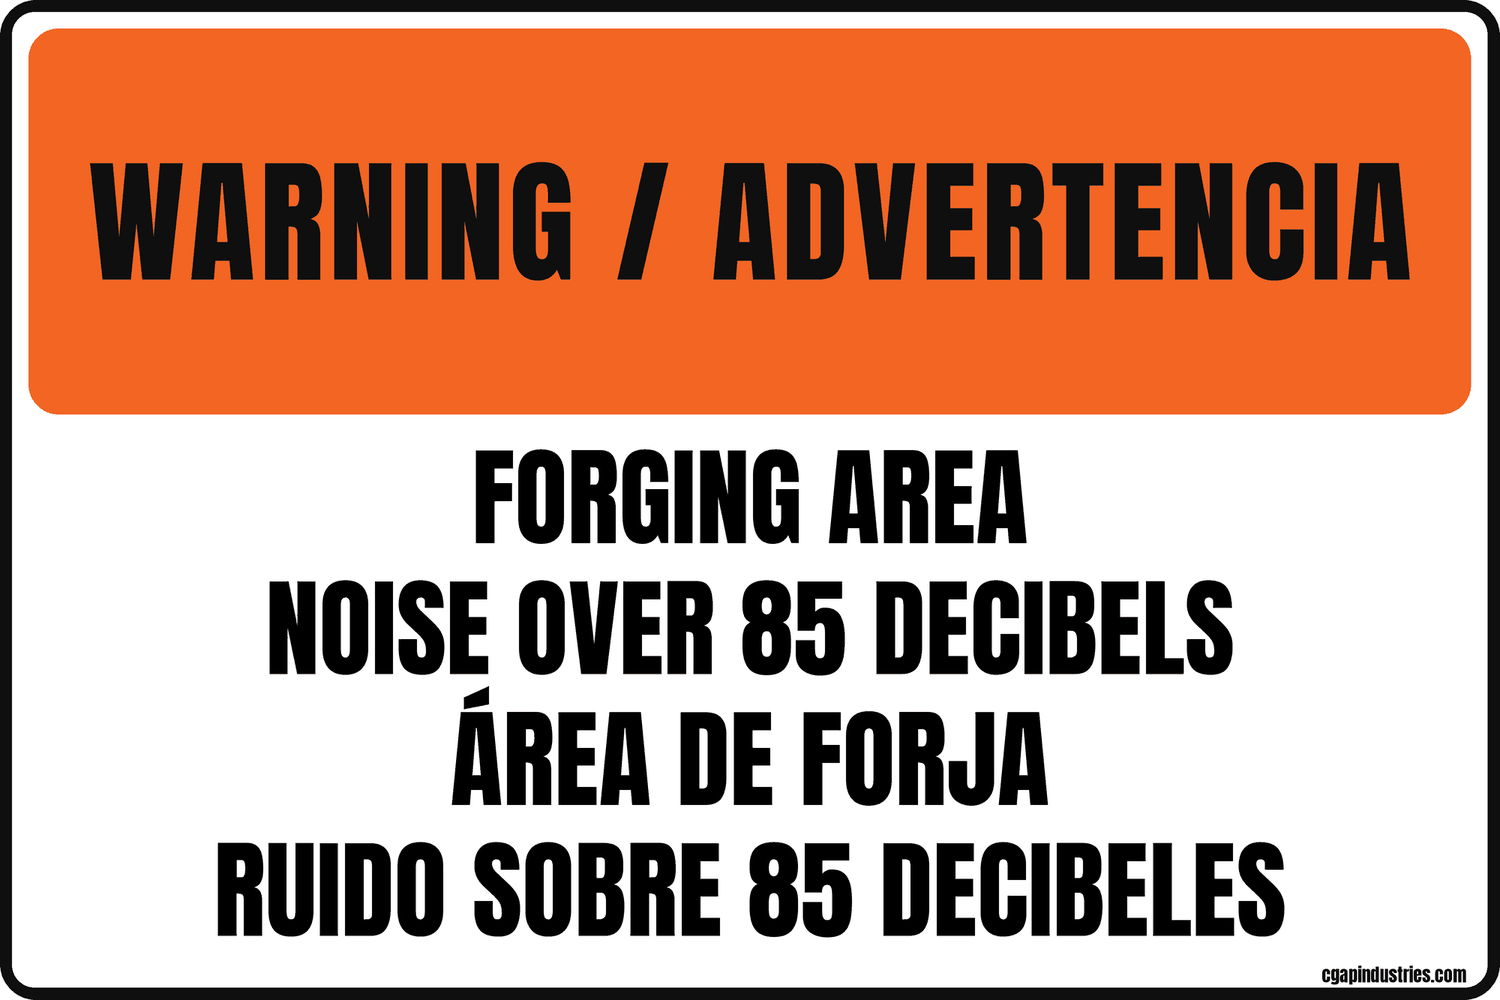 WARNING / ADVERTENCIA
FORGING AREA
NOISE OVER 85 DECIBELS
ÁREA DE FORJA
RUIDO SOBRE 85 DECIBELES
cgapindustries.com